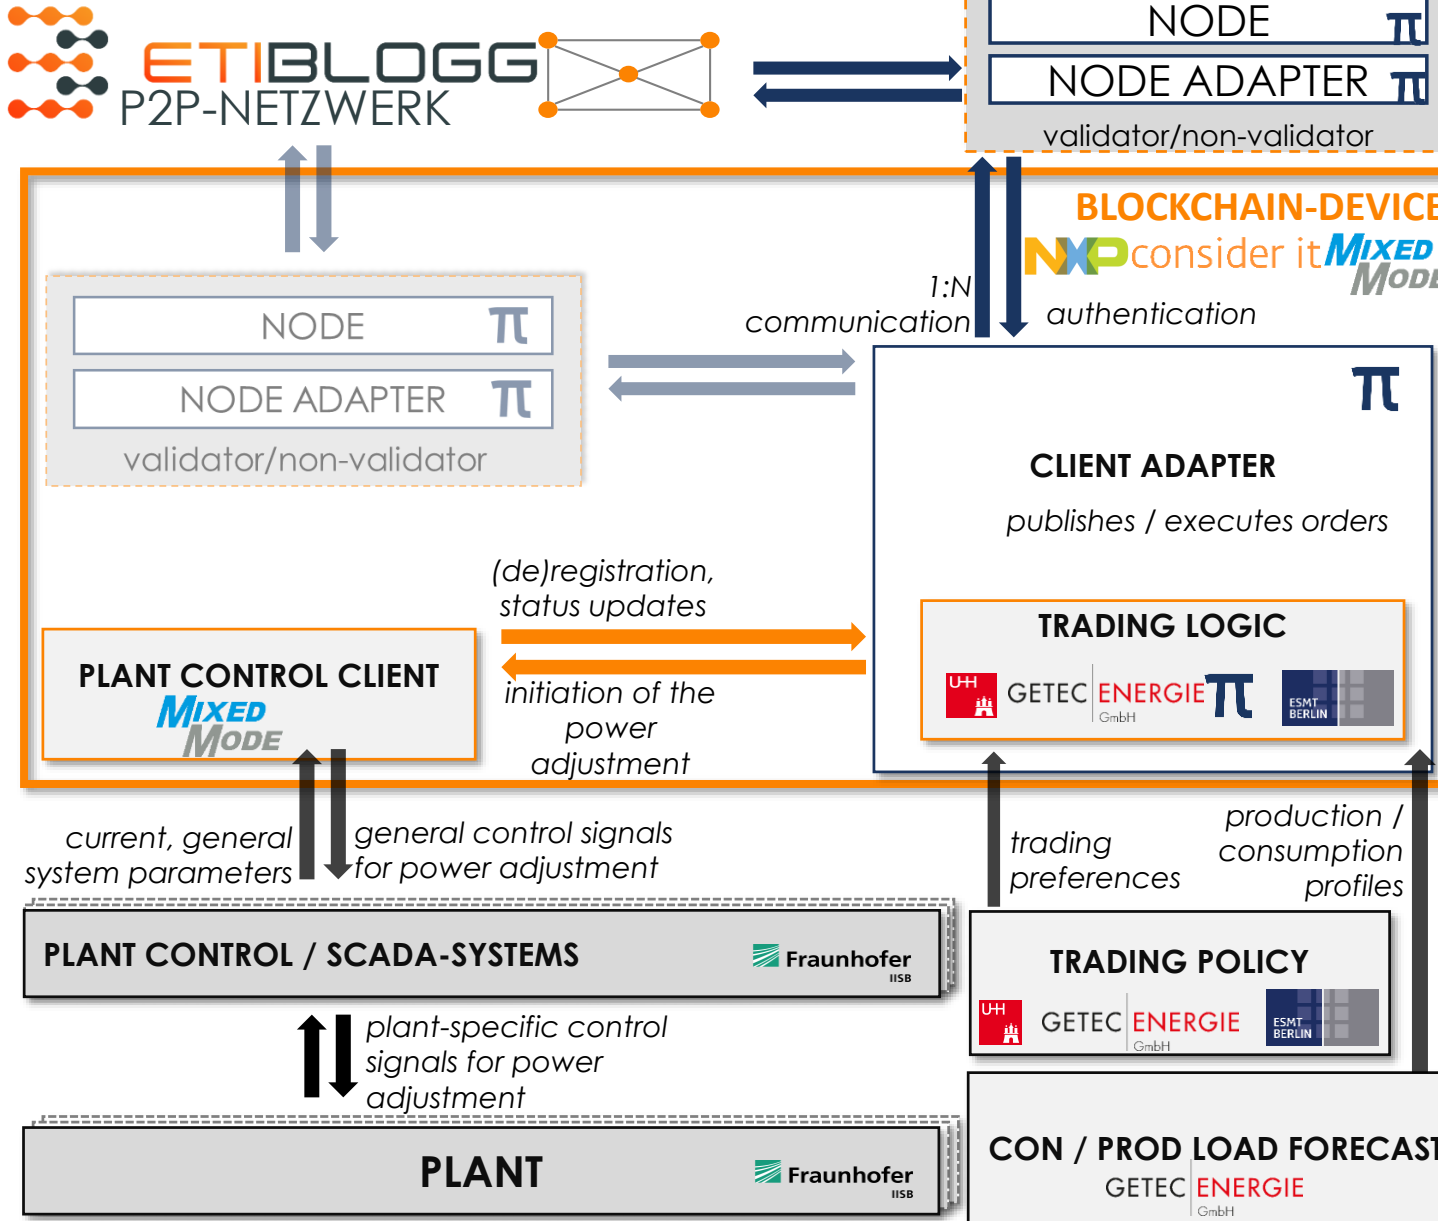 ETIBLOGG
P2P-NETZWERK
NODE π
NODE ADAPTER π
validator/non-validator
BLOCKCHAIN-DEVICE
NXP consider it MIXED
MODE
1:N
communication
authentication
NODE π
NODE ADAPTER π
validator/non-validator
π
CLIENT ADAPTER
publishes / executes orders
(de)registration,
status updates
initiation of the
power
adjustment
PLANT CONTROL CLIENT
MIXED
MODE
TRADING LOGIC
UHH GETEC ENERGIE π ESMT
GmbH BERLIN
current, general
system parameters
general control signals
for power adjustment
trading
preferences
production /
consumption
profiles
PLANT CONTROL / SCADA-SYSTEMS
Fraunhofer
IISB
TRADING POLICY
UHH GETEC ENERGIE ESMT
GmbH BERLIN
plant-specific control
signals for power
adjustment
PLANT
Fraunhofer
IISB
CON / PROD LOAD FORECAST
GETEC ENERGIE
GmbH